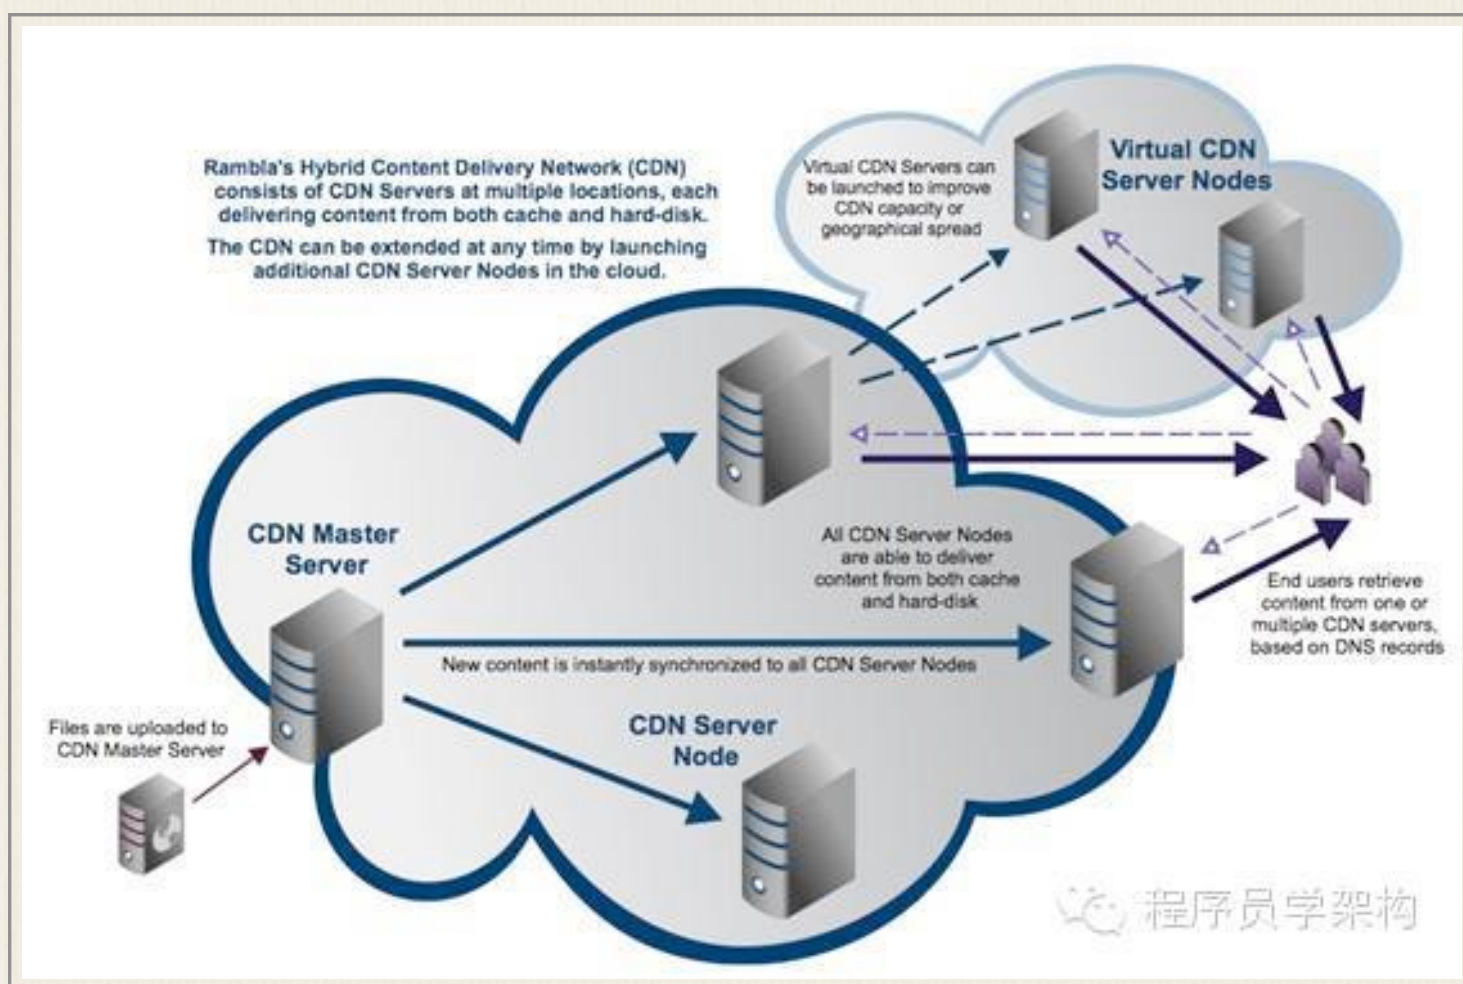 Rambla's Hybrid Content Delivery Network (CDN)
consists of CDN Servers at multiple locations, each
delivering content from both cache and hard-disk.
The CDN can be extended at any time by launching
additional CDN Server Nodes in the cloud.
Virtual CDN Servers can
be launched to improve
CDN capacity or
geographical spread
Virtual CDN
Server Nodes
CDN Master
Server
All CDN Server Nodes
are able to deliver
content from both cache
and hard-disk
End users retrieve
content from one or
multiple CDN servers,
based on DNS records
New content is instantly synchronized to all CDN Server Nodes
Files are uploaded to
CDN Master Server
CDN Server
Node
程序员学架构